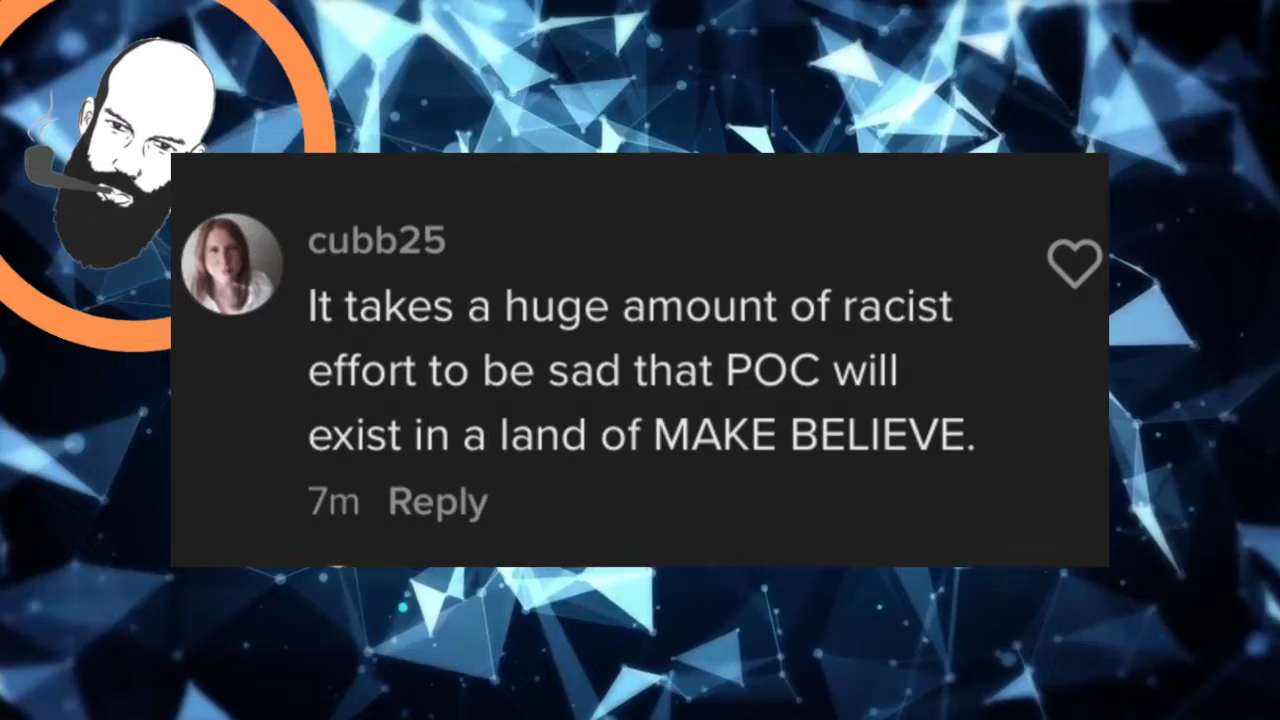 cubb25
It takes a huge amount of racist
effort to be sad that POC will
exist in a land of MAKE BELIEVE.
7m Reply